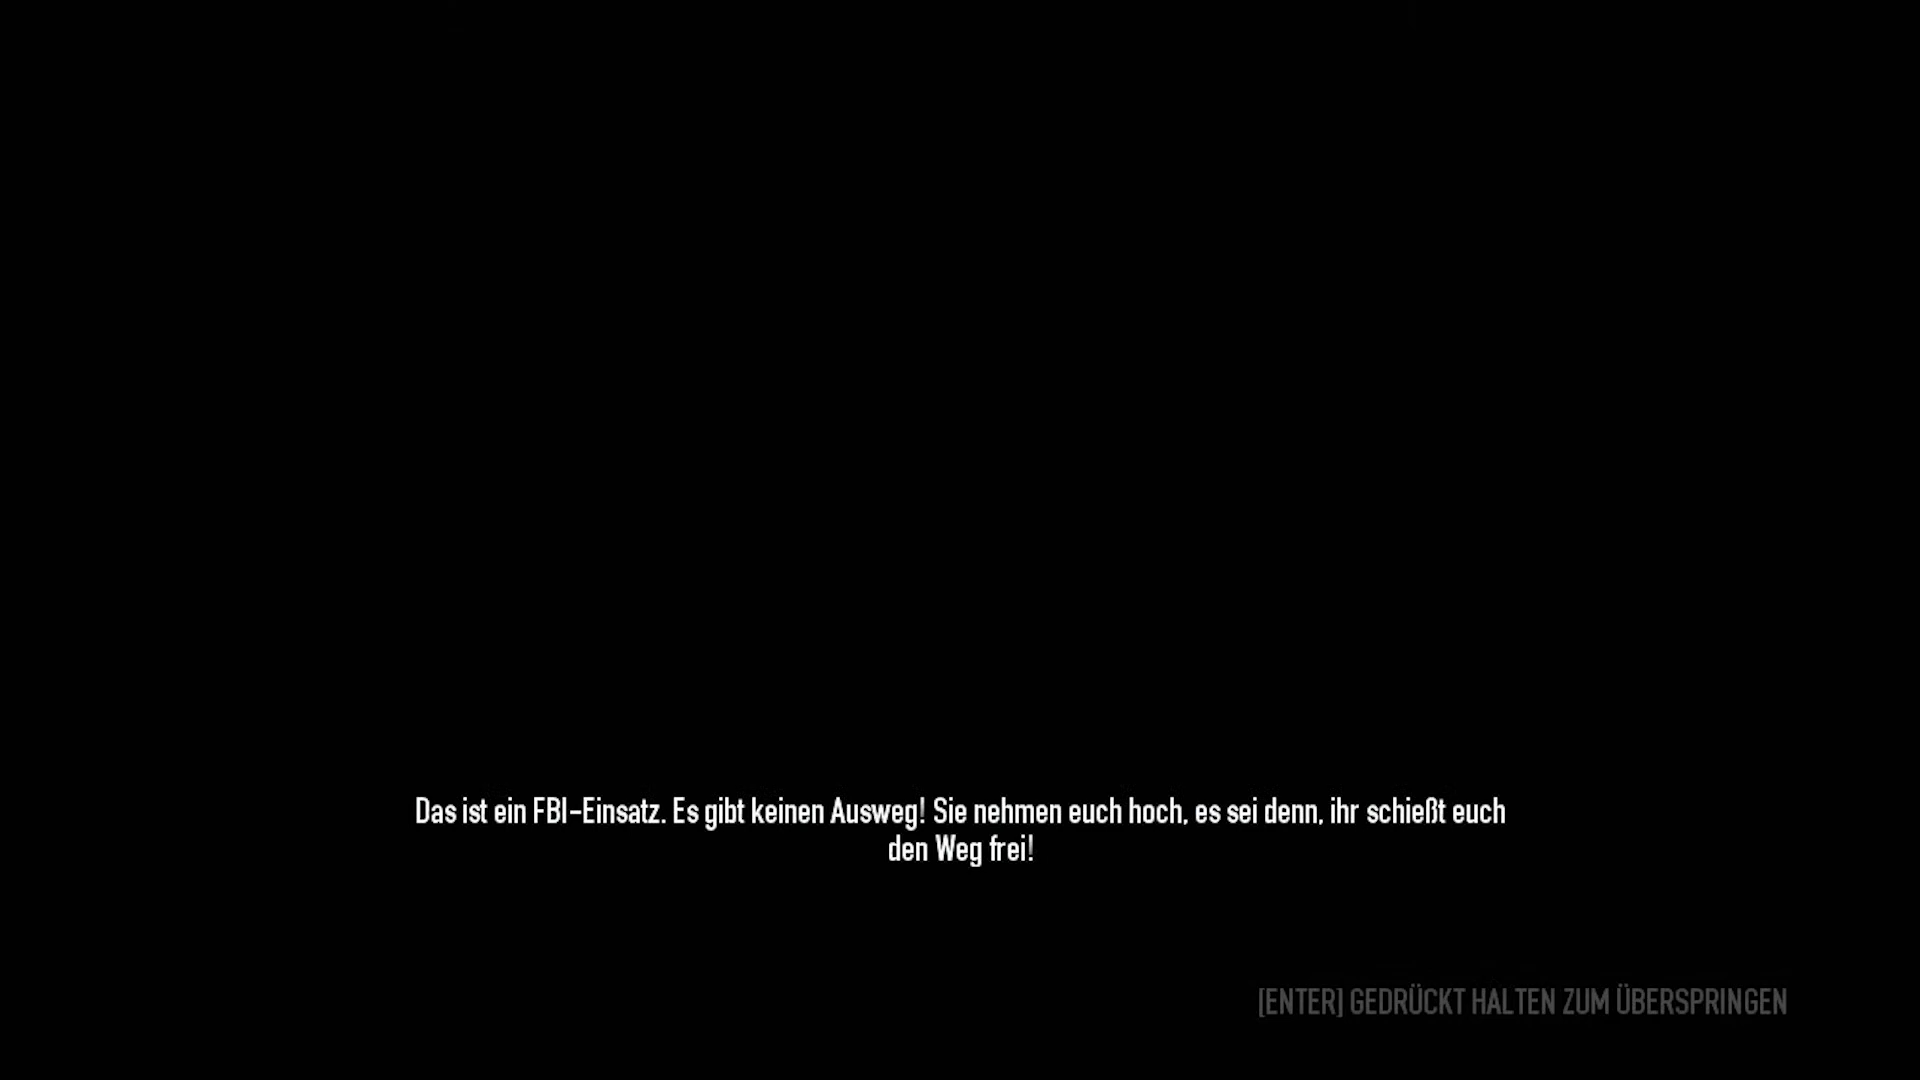 Das ist ein FBI-Einsatz. Es gibt keinen Ausweg! Sie nehmen euch hoch, es sei denn, ihr schießt euch
den Weg frei!
[ENTER] GEDRÜCKT HALTEN ZUM ÜBERSPRINGEN